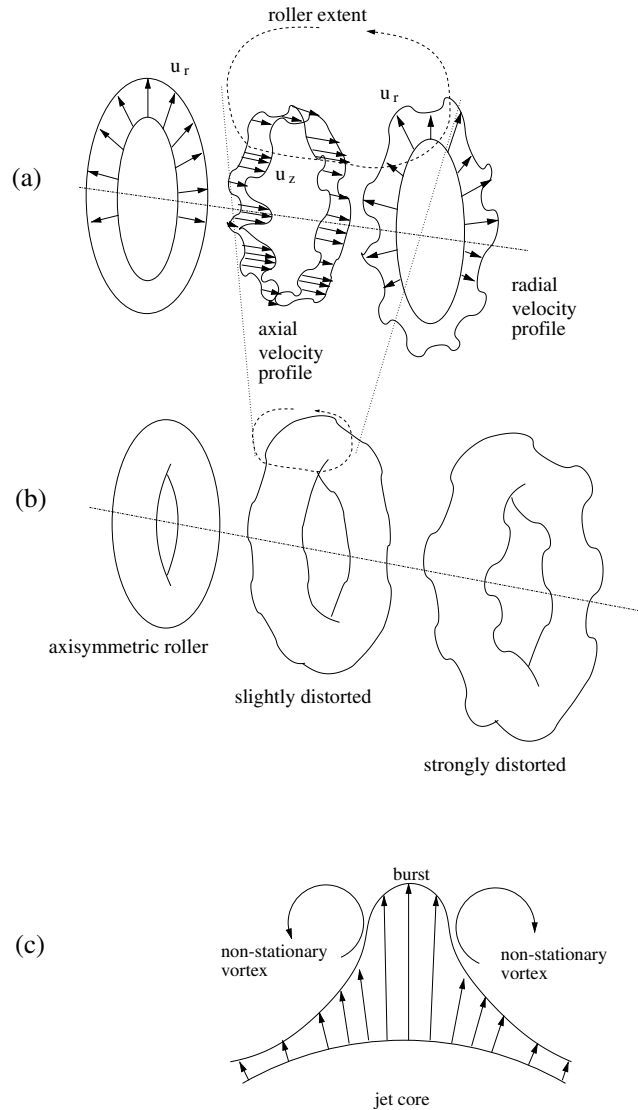 roller extent
u r
u r
u z
(a)
axial
velocity
profile
radial
velocity
profile
(b)
axisymmetric roller
slightly distorted
strongly distorted
burst
(c)
non-stationary
vortex
non-stationary
vortex
jet core